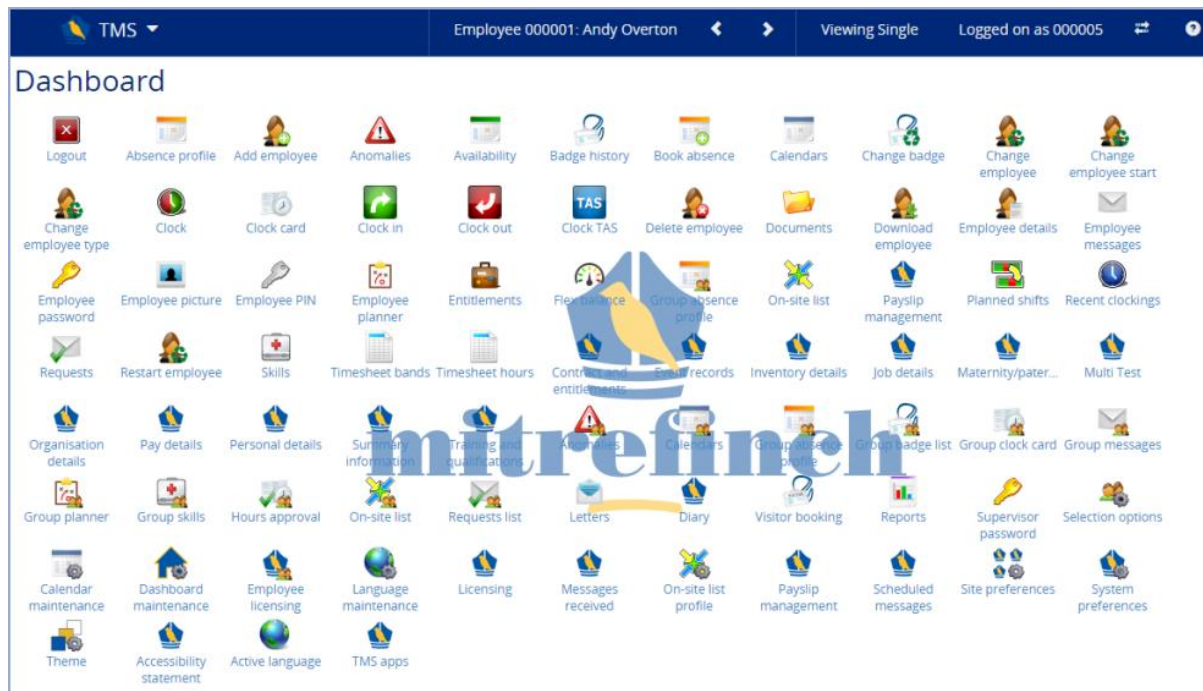 TMS
Employee 000001: Andy Overton
Viewing Single
Logged on as 000005
Dashboard
Logout
Absence profile
Add employee
Anomalies
Availability
Badge history
Book absence
Calendars
Change badge
Change
employee
Change
employee start
Change
employee type
Clock
Clock card
Clock in
Clock out
TAS
Clock TAS
Delete employee
Documents
Download
employee
Employee details
Employee
messages
Employee
password
Employee picture
Employee PIN
Employee
planner
Entitlements
Flex balance
Group absence
profile
On-site list
Payslip
management
Planned shifts
Recent clockings
Requests
Restart employee
Skills
Timesheet bands
Timesheet hours
Contract and
entitlements
Event records
Inventory details
Job details
Maternity/pater...
Multi Test
Organisation
details
Pay details
Personal details
Summary
information
Training and
qualifications
Anomalies
Calendars
Group absence
profile
Group badge list
Group clock card
Group messages
mitrefinch
Group planner
Group skills
Hours approval
On-site list
Requests list
Letters
Diary
Visitor booking
Reports
Supervisor
password
Selection options
Calendar
maintenance
Dashboard
maintenance
Employee
licensing
Language
maintenance
Licensing
Messages
received
On-site list
profile
Payslip
management
Scheduled
messages
Site preferences
System
preferences
Theme
Accessibility
statement
Active language
TMS apps